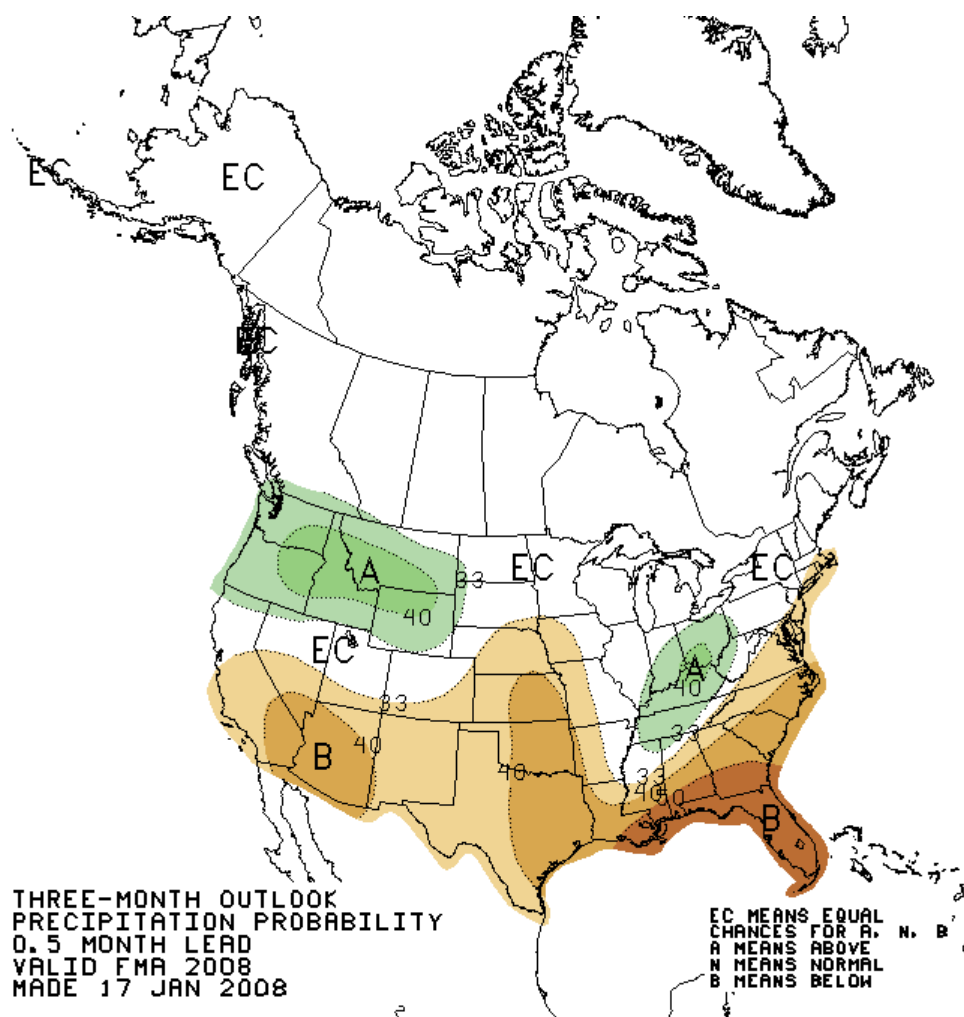 EC
EC
EC
A
33
EC
EC
40
EC
A
40
33
33
40
B
40
33
40
50
B
THREE-MONTH OUTLOOK
PRECIPITATION PROBABILITY
0.5 MONTH LEAD
VALID FMA 2008
MADE 17 JAN 2008
EC MEANS EQUAL
CHANCES FOR A, N, B
A MEANS ABOVE
N MEANS NORMAL
B MEANS BELOW